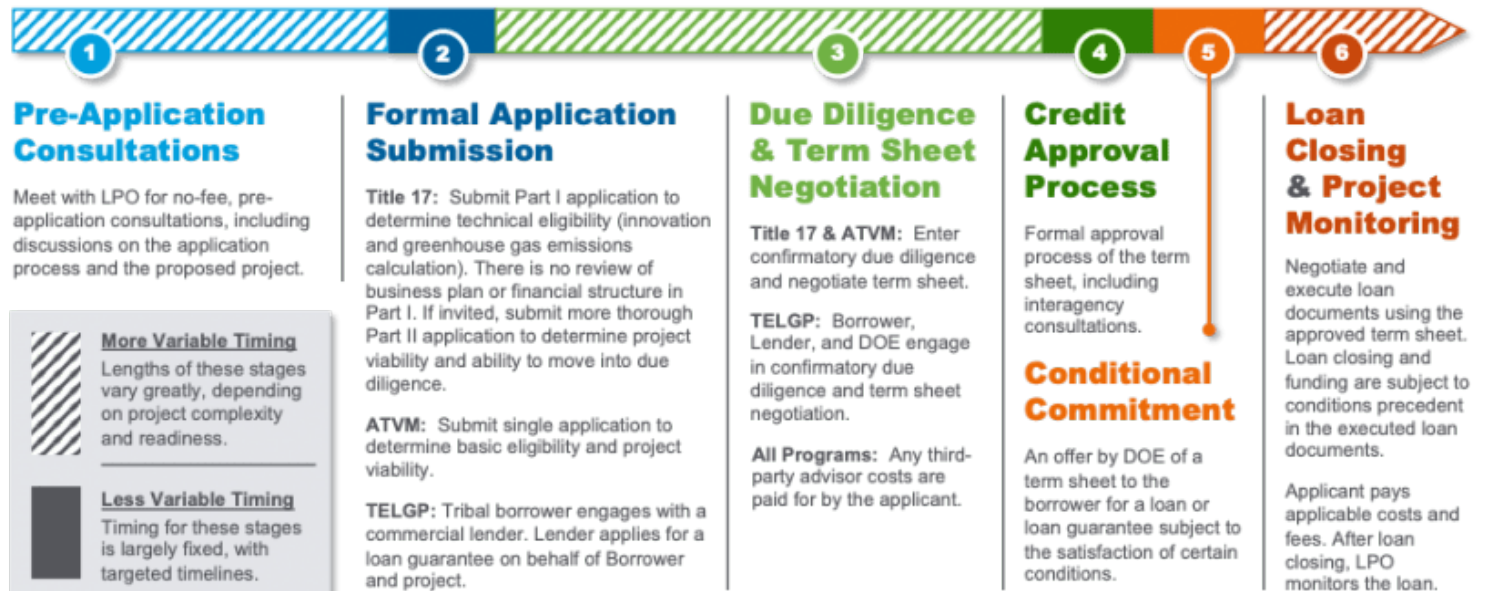 1
2
3
4
5
6
Pre-Application
Consultations
Meet with LPO for no-fee, pre-
application consultations, including
discussions on the application
process and the proposed project.
More Variable Timing
Lengths of these stages
vary greatly, depending
on project complexity
and readiness.
Less Variable Timing
Timing for these stages
is largely fixed, with
targeted timelines.
Formal Application
Submission
Title 17: Submit Part I application to
determine technical eligibility (innovation
and greenhouse gas emissions
calculation). There is no review of
business plan or financial structure in
Part I. If invited, submit more thorough
Part II application to determine project
viability and ability to move into due
diligence.
ATVM: Submit single application to
determine basic eligibility and project
viability.
TELGP: Tribal borrower engages with a
commercial lender. Lender applies for a
loan guarantee on behalf of Borrower
and project.
Due Diligence
& Term Sheet
Negotiation
Title 17 & ATVM: Enter
confirmatory due diligence
and negotiate term sheet.
TELGP: Borrower,
Lender, and DOE engage
in confirmatory due
diligence and term sheet
negotiation.
All Programs: Any third-
party advisor costs are
paid for by the applicant.
Credit
Approval
Process
Formal approval
process of the term
sheet, including
interagency
consultations.
Conditional
Commitment
An offer by DOE of a
term sheet to the
borrower for a loan or
loan guarantee subject to
the satisfaction of certain
conditions.
Loan
Closing
& Project
Monitoring
Negotiate and
execute loan
documents using the
approved term sheet.
Loan closing and
funding are subject to
conditions precedent
in the executed loan
documents.
Applicant pays
applicable costs and
fees. After loan
closing, LPO
monitors the loan.